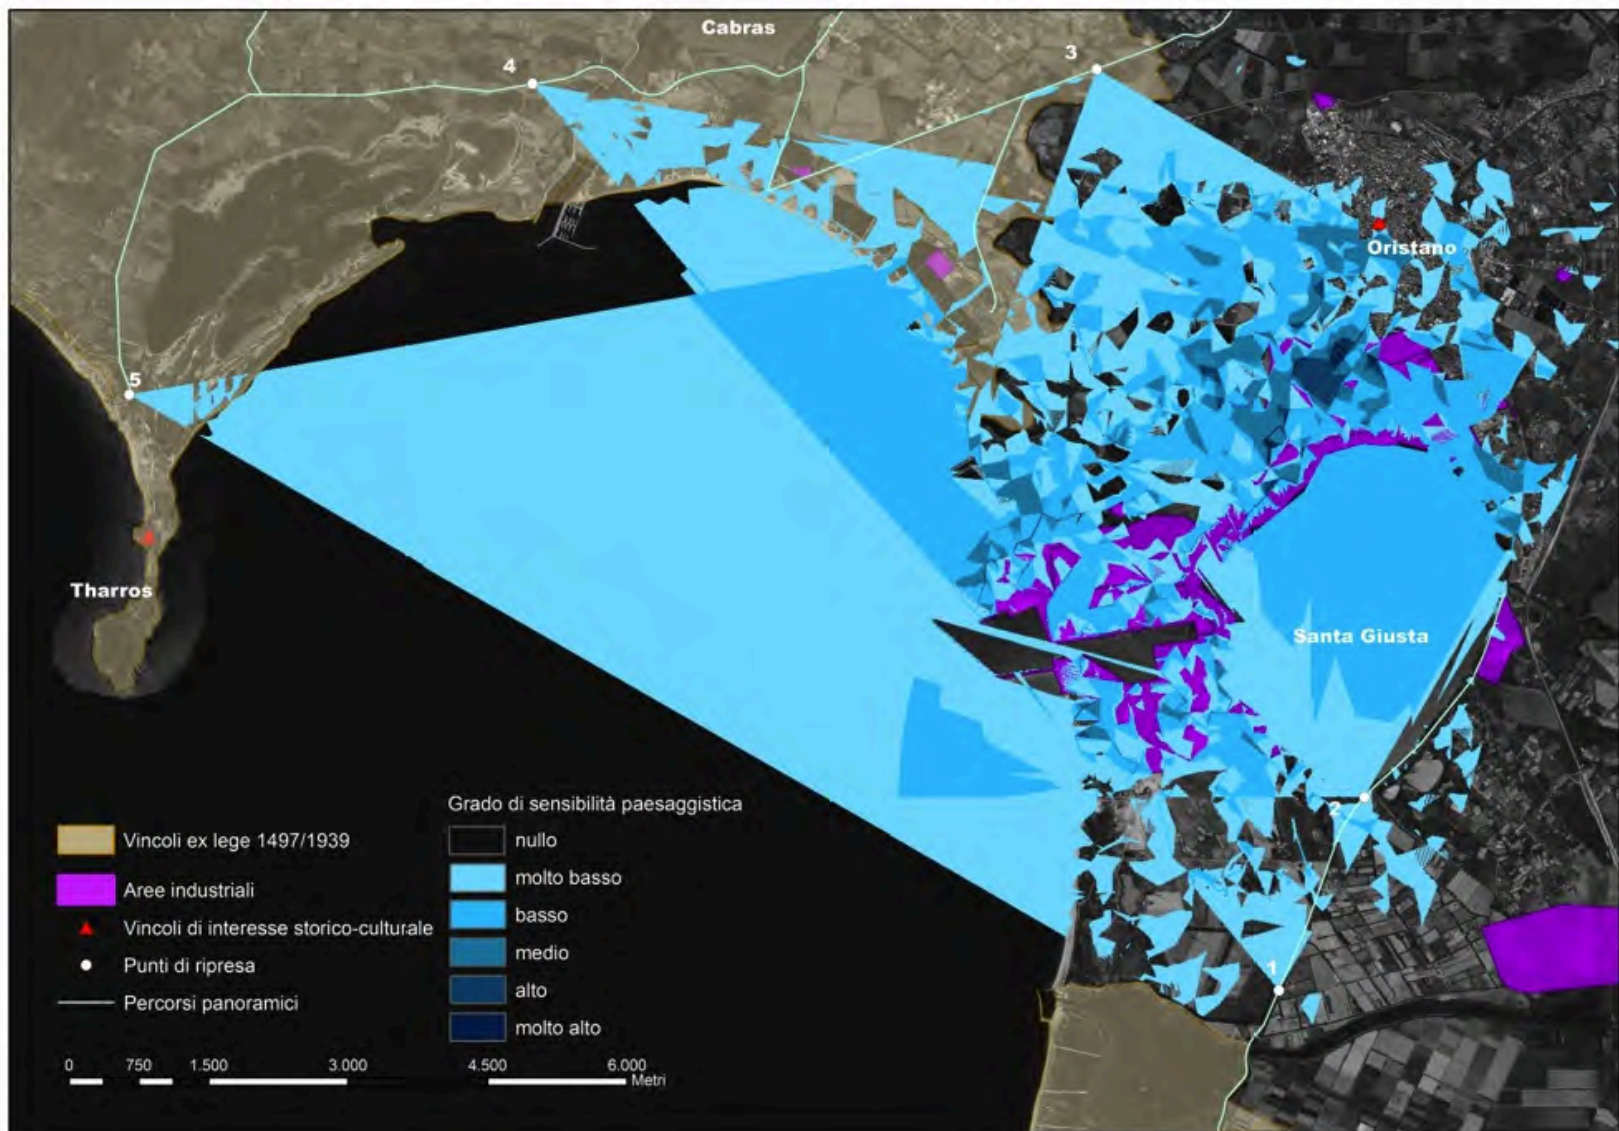 Cabras
4
3
Oristano
5
Tharros
Santa Giusta
2
1
Grado di sensibilità paesaggistica
Vincoli ex lege 1497/1939
Aree industriali
Vincoli di interesse storico-culturale
Punti di ripresa
Percorsi panoramici
nullo
molto basso
basso
medio
alto
molto alto
0 750 1.500 3.000 4.500 6.000
Metri